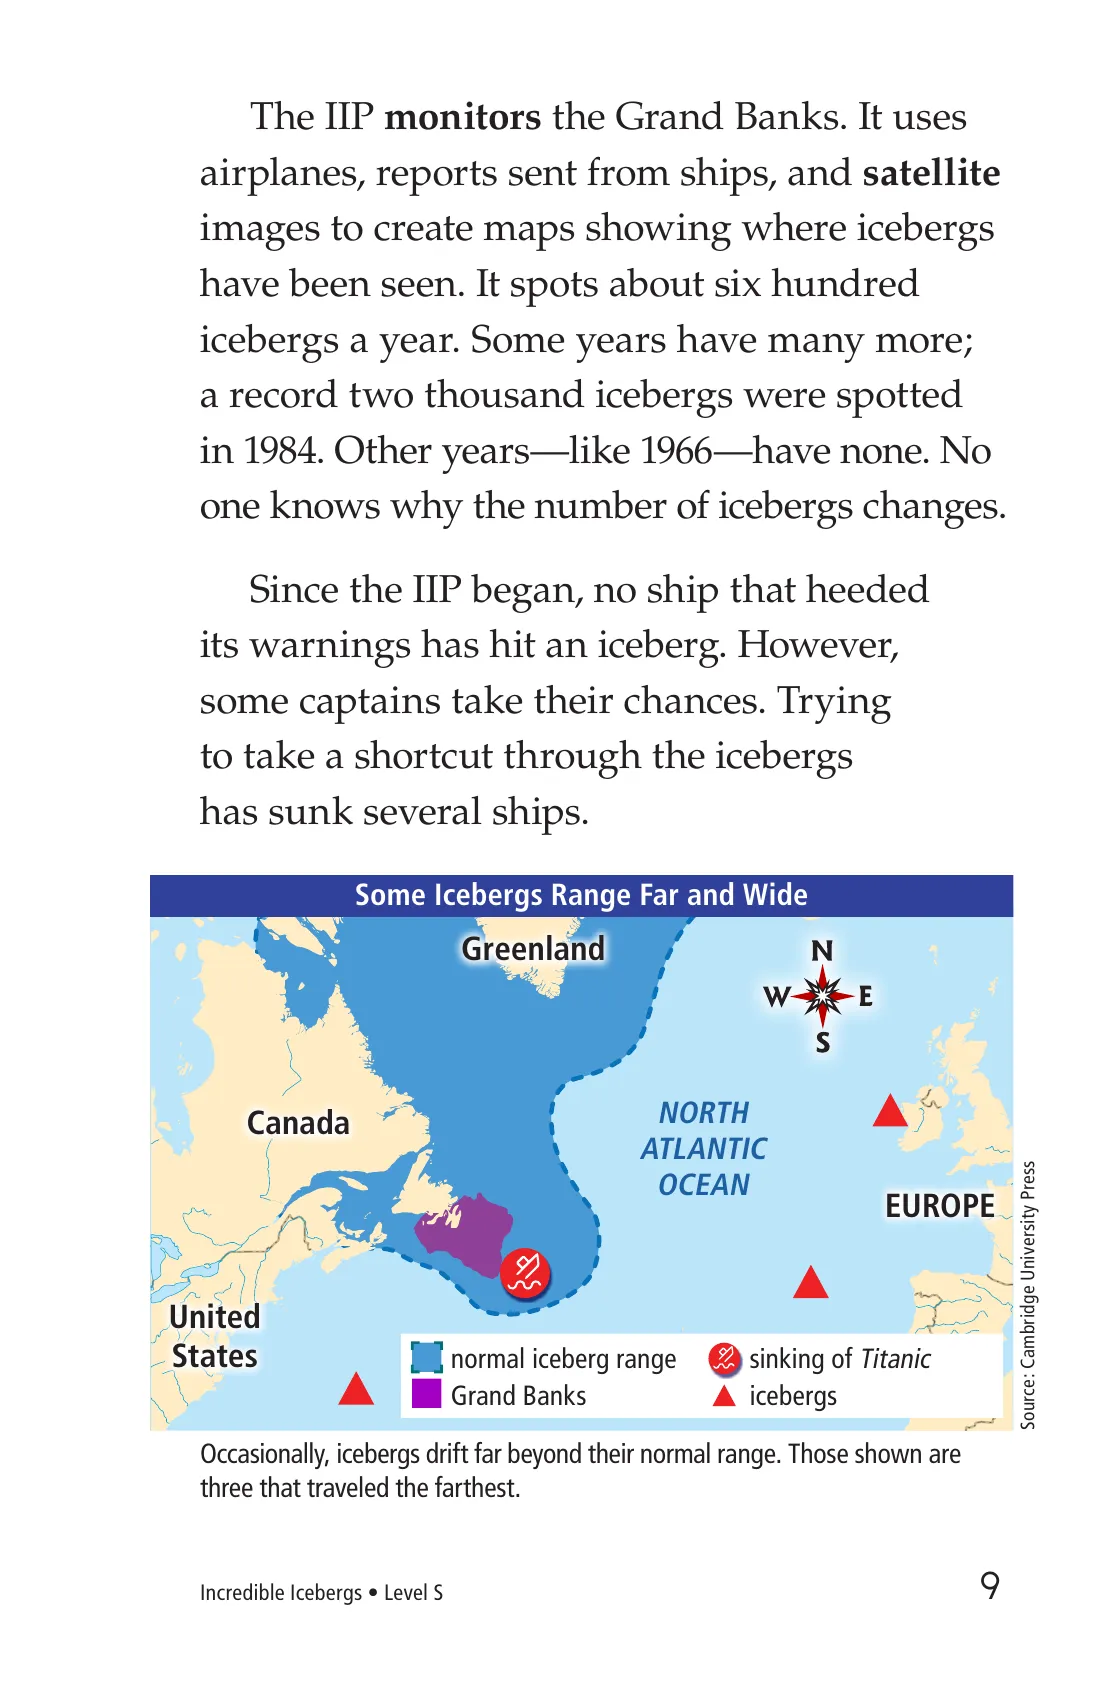 The IIP monitors the Grand Banks. It uses
airplanes, reports sent from ships, and satellite
images to create maps showing where icebergs
have been seen. It spots about six hundred
icebergs a year. Some years have many more;
a record two thousand icebergs were spotted
in 1984. Other years—like 1966—have none. No
one knows why the number of icebergs changes.
Since the IIP began, no ship that heeded
its warnings has hit an iceberg. However,
some captains take their chances. Trying
to take a shortcut through the icebergs
has sunk several ships.
Some Icebergs Range Far and Wide
Greenland
N
W E
S
Canada
NORTH
ATLANTIC
OCEAN
EUROPE
United
States
normal iceberg range
Grand Banks
sinking of Titanic
icebergs
Source: Cambridge University Press
Occasionally, icebergs drift far beyond their normal range. Those shown are
three that traveled the farthest.
Incredible Icebergs • Level S
9